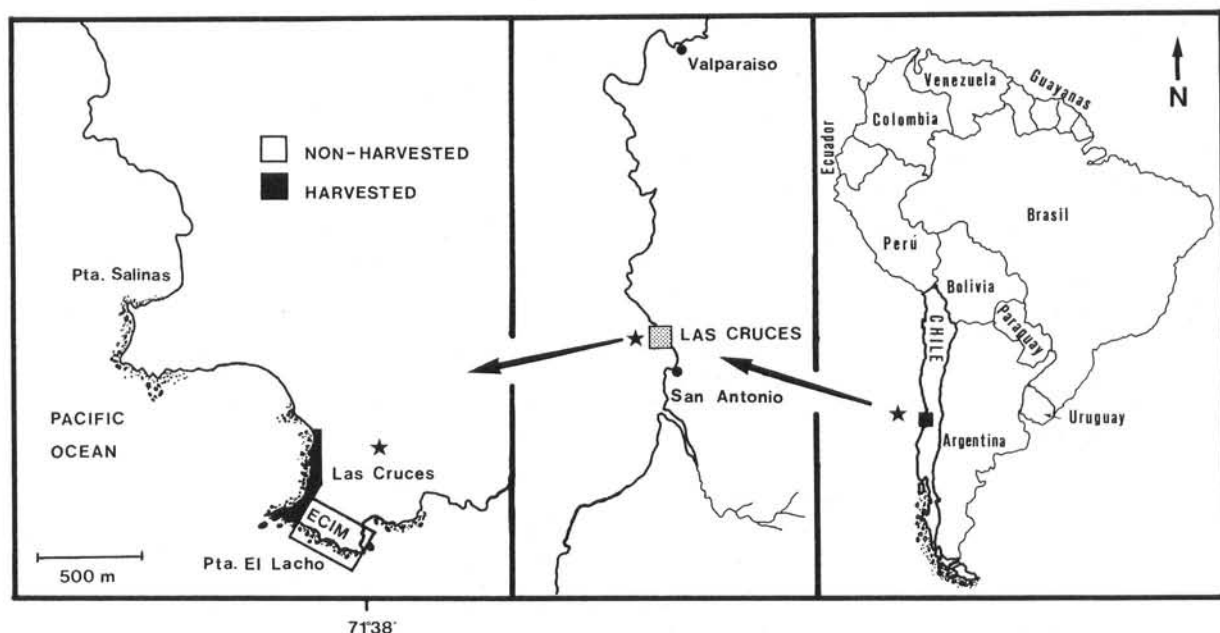 NON-HARVESTED
HARVESTED
Pta. Salinas
PACIFIC
OCEAN
Las Cruces
ECIM
Pta. El Lacho
500 m
71°38'
Valparaiso
LAS CRUCES
San Antonio
N
Venezuela
Guayanas
Colombia
Ecuador
Brasil
Perú
Bolivia
Paraguay
CHILE
Uruguay
Argentina